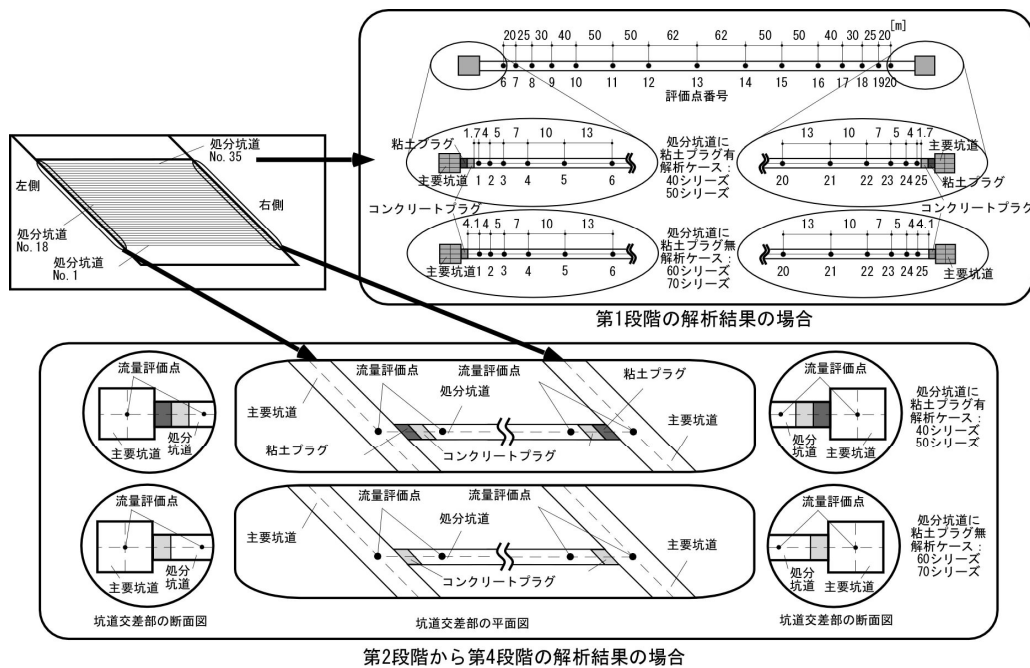 [m]
20 25 30 40 50 50 62 62 50 50 40 30 25 20
6 7 8 9 10 11 12 13 14 15 16 17 18 19 20
評価点番号
処分坑道
No.35
左側
右側
処分坑道
No.18
処分坑道
No.1
粘土プラグ
1.7 4 5 7 10 13
主要坑道
1 2 3 4 5 6
コンクリートプラグ
処分坑道に
粘土プラグ有
解析ケース:
40シリーズ
50シリーズ
13 10 7 5 4 1.7
主要坑道
20 21 22 23 24 25
粘土プラグ
コンクリートプラグ
4.1 4 5 7 10 13
主要坑道
1 2 3 4 5 6
処分坑道に
粘土プラグ無
解析ケース:
60シリーズ
70シリーズ
13 10 7 5 4 4.1
20 21 22 23 24 25
主要坑道
第1段階の解析結果の場合
流量評価点
処分坑道
主要坑道
主要坑道
流量評価点
流量評価点
処分坑道
粘土プラグ
主要坑道
粘土プラグ
コンクリートプラグ
流量評価点
処分坑道
主要坑道
処分坑道に
粘土プラグ有
解析ケース:
40シリーズ
50シリーズ
流量評価点
処分坑道
主要坑道
主要坑道
流量評価点
流量評価点
処分坑道
主要坑道
コンクリートプラグ
流量評価点
処分坑道
主要坑道
処分坑道に
粘土プラグ無
解析ケース:
60シリーズ
70シリーズ
坑道交差部の断面図
坑道交差部の平面図
坑道交差部の断面図
第2段階から第4段階の解析結果の場合